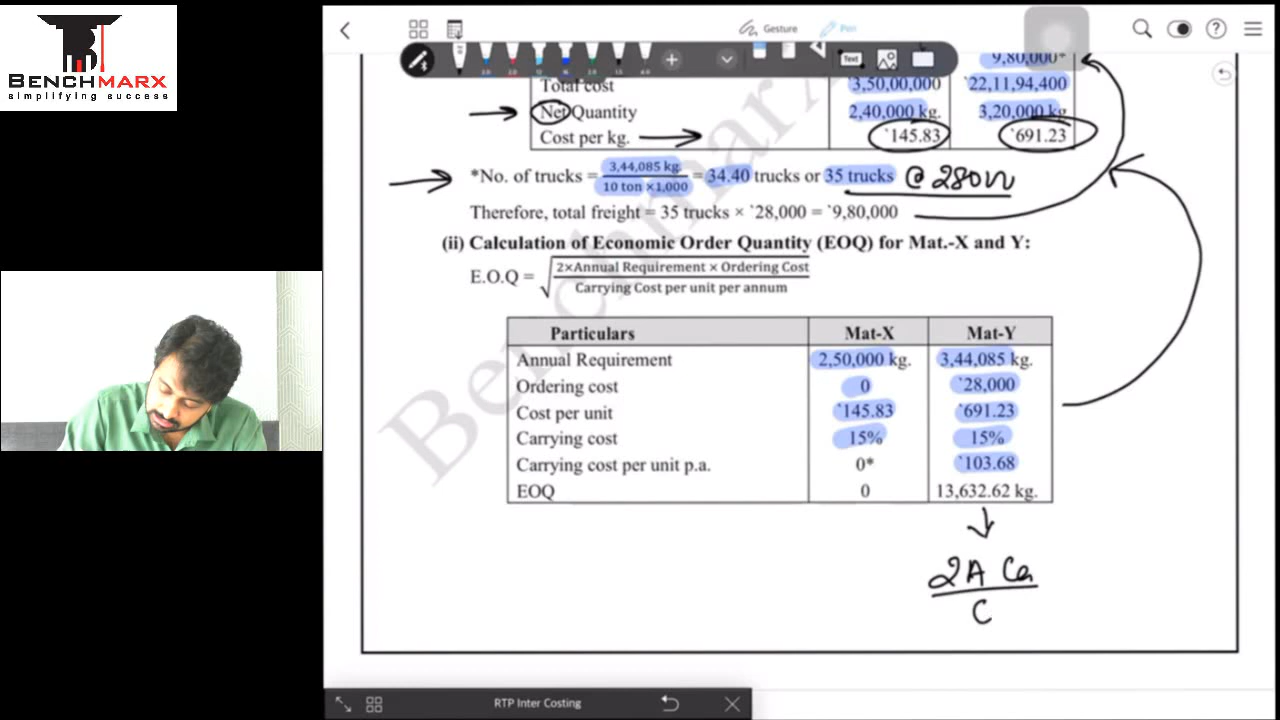 BENCHMARX
simplifying success
Gesture
Pen
Text
9,80,000*
Total cost 3,50,00,000 `22,11,94,400
Net Quantity 2,40,000 kg. 3,20,000 kg
Cost per kg. `145.83 `691.23
*No. of trucks = 3,44,085 kg. / 10 ton ×1,000 = 34.40 trucks or 35 trucks @ 28000
Therefore, total freight = 35 trucks × `28,000 = `9,80,000
(ii) Calculation of Economic Order Quantity (EOQ) for Mat.-X and Y:
E.O.Q = √ 2×Annual Requirement × Ordering Cost / Carrying Cost per unit per annum
Particulars Mat-X Mat-Y
Annual Requirement 2,50,000 kg. 3,44,085 kg.
Ordering cost 0 `28,000
Cost per unit `145.83 `691.23
Carrying cost 15% 15%
Carrying cost per unit p.a. 0* `103.68
EOQ 0 13,632.62 kg.
2A Ca
C
RTP Inter Costing